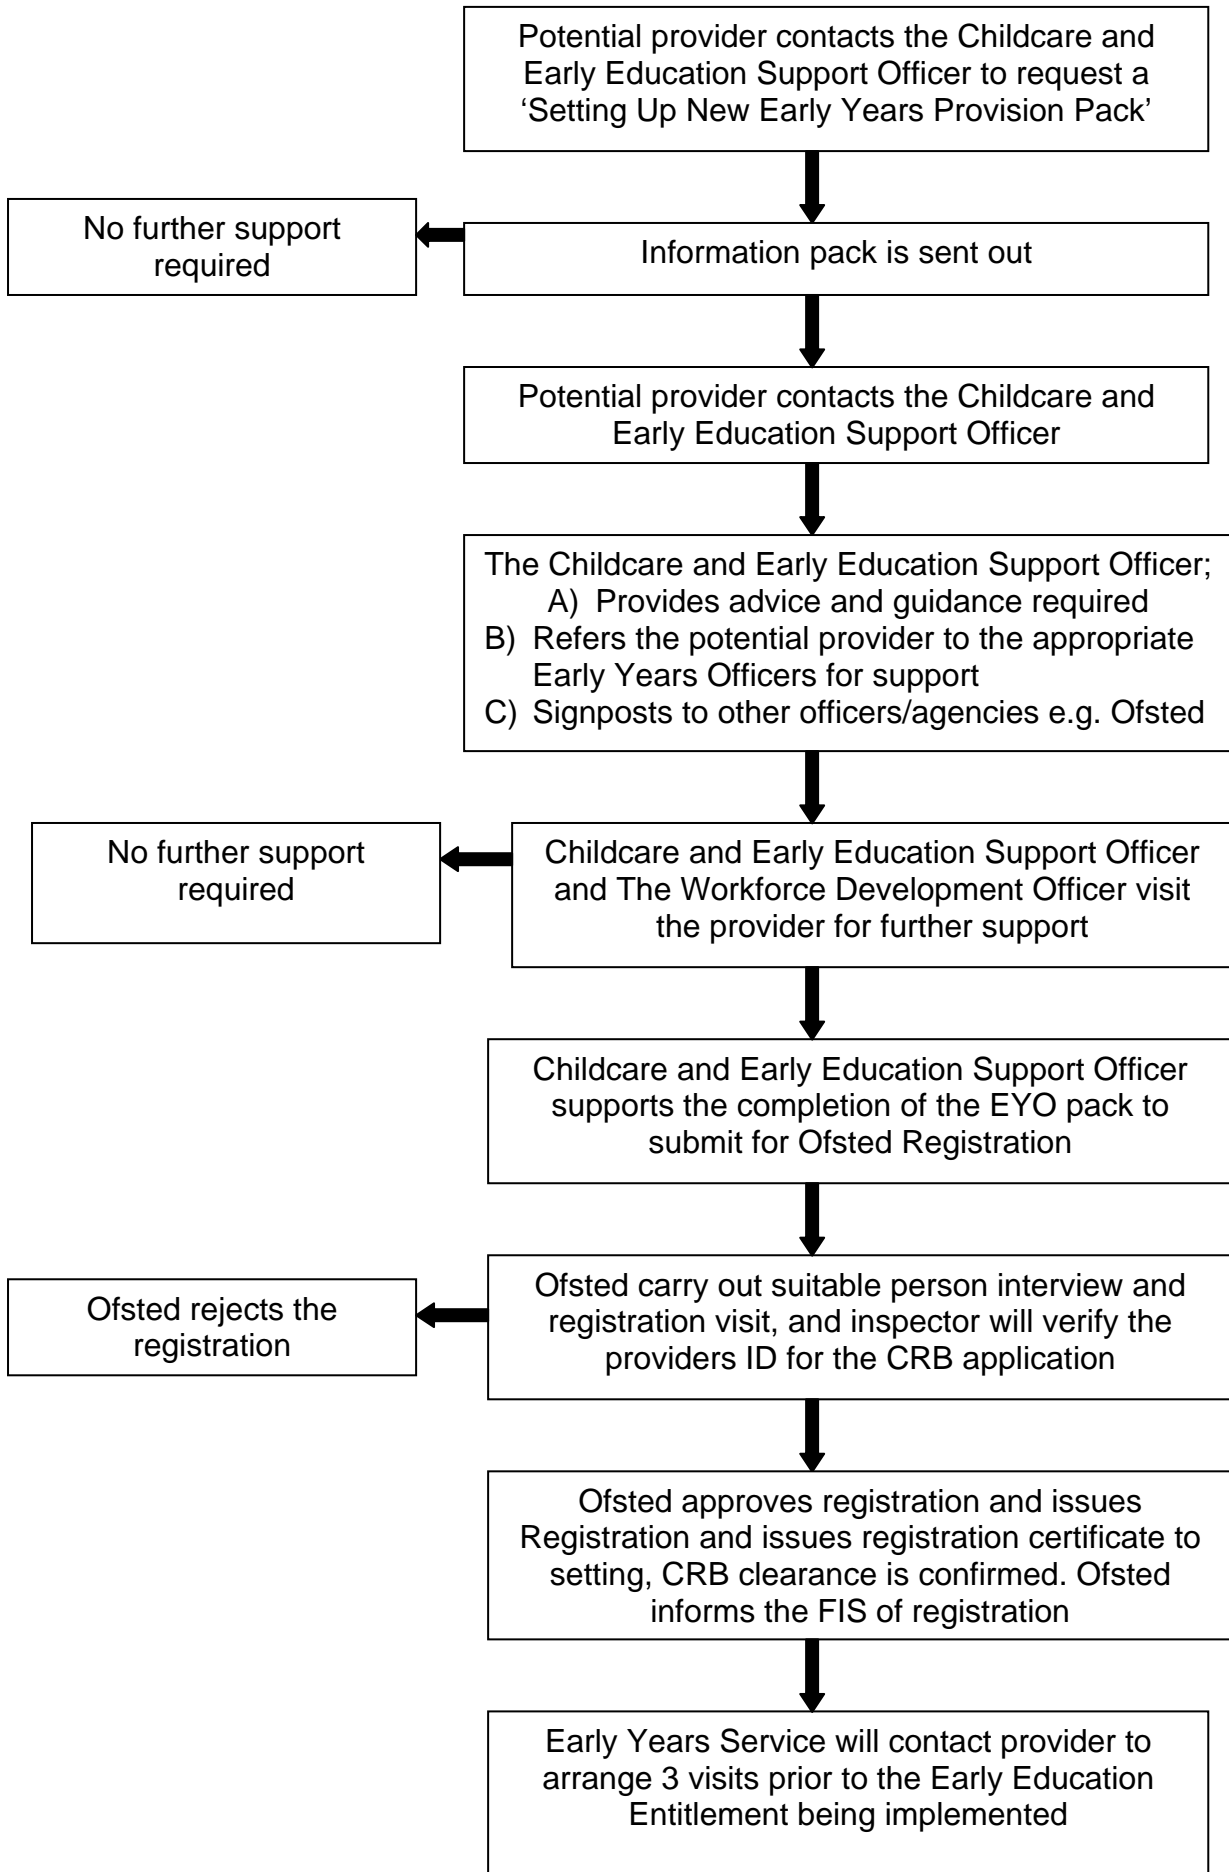 Potential provider contacts the Childcare and
Early Education Support Officer to request a
‘Setting Up New Early Years Provision Pack’
No further support
required
Information pack is sent out
Potential provider contacts the Childcare and
Early Education Support Officer
The Childcare and Early Education Support Officer;
A) Provides advice and guidance required
B) Refers the potential provider to the appropriate
Early Years Officers for support
C) Signposts to other officers/agencies e.g. Ofsted
No further support
required
Childcare and Early Education Support Officer
and The Workforce Development Officer visit
the provider for further support
Childcare and Early Education Support Officer
supports the completion of the EYO pack to
submit for Ofsted Registration
Ofsted rejects the
registration
Ofsted carry out suitable person interview and
registration visit, and inspector will verify the
providers ID for the CRB application
Ofsted approves registration and issues
Registration and issues registration certificate to
setting, CRB clearance is confirmed. Ofsted
informs the FIS of registration
Early Years Service will contact provider to
arrange 3 visits prior to the Early Education
Entitlement being implemented